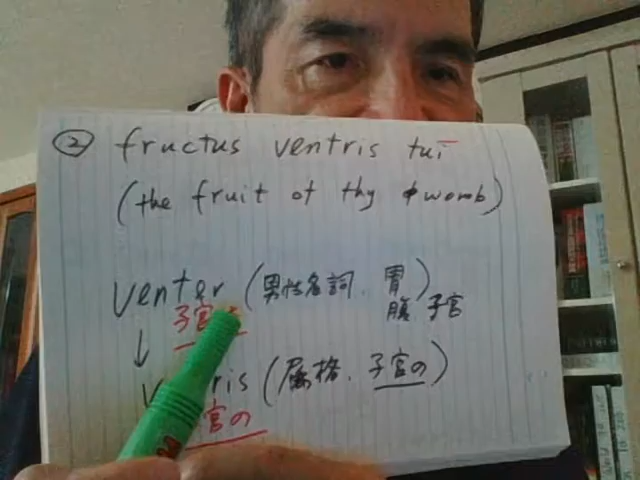 ② fructus ventris tuī
(the fruit of thy womb)
venter (男性名詞、胃)
腹 子宮
子宮
↓
ris (属格、子宮の)
宮の